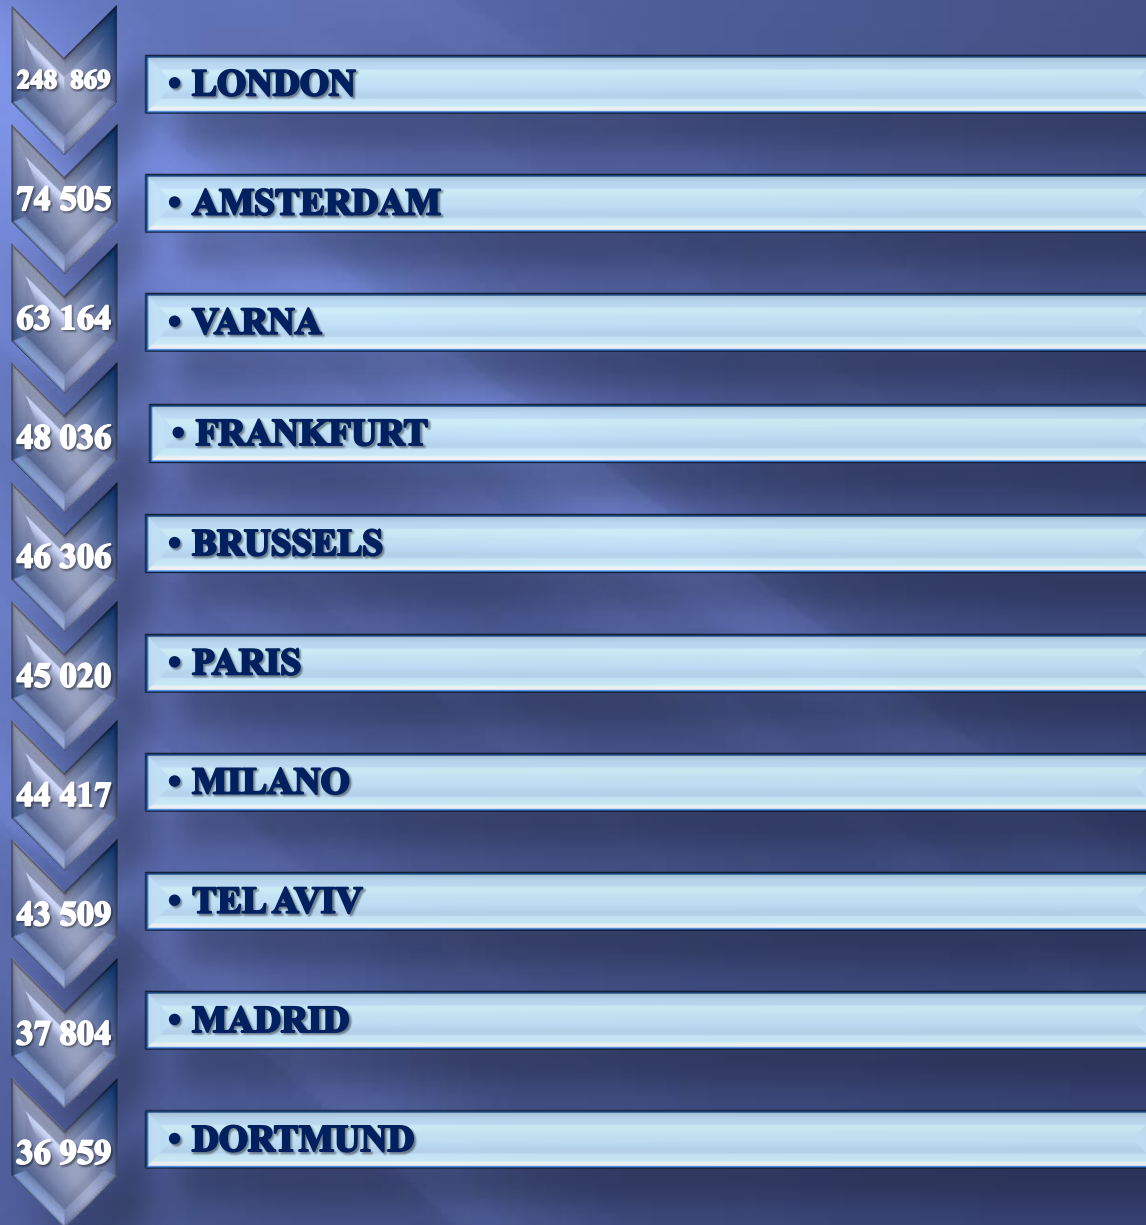 248 869
• LONDON
74 505
• AMSTERDAM
63 164
• VARNA
48 036
• FRANKFURT
46 306
• BRUSSELS
45 020
• PARIS
44 417
• MILANO
43 509
• TEL AVIV
37 804
• MADRID
36 959
• DORTMUND